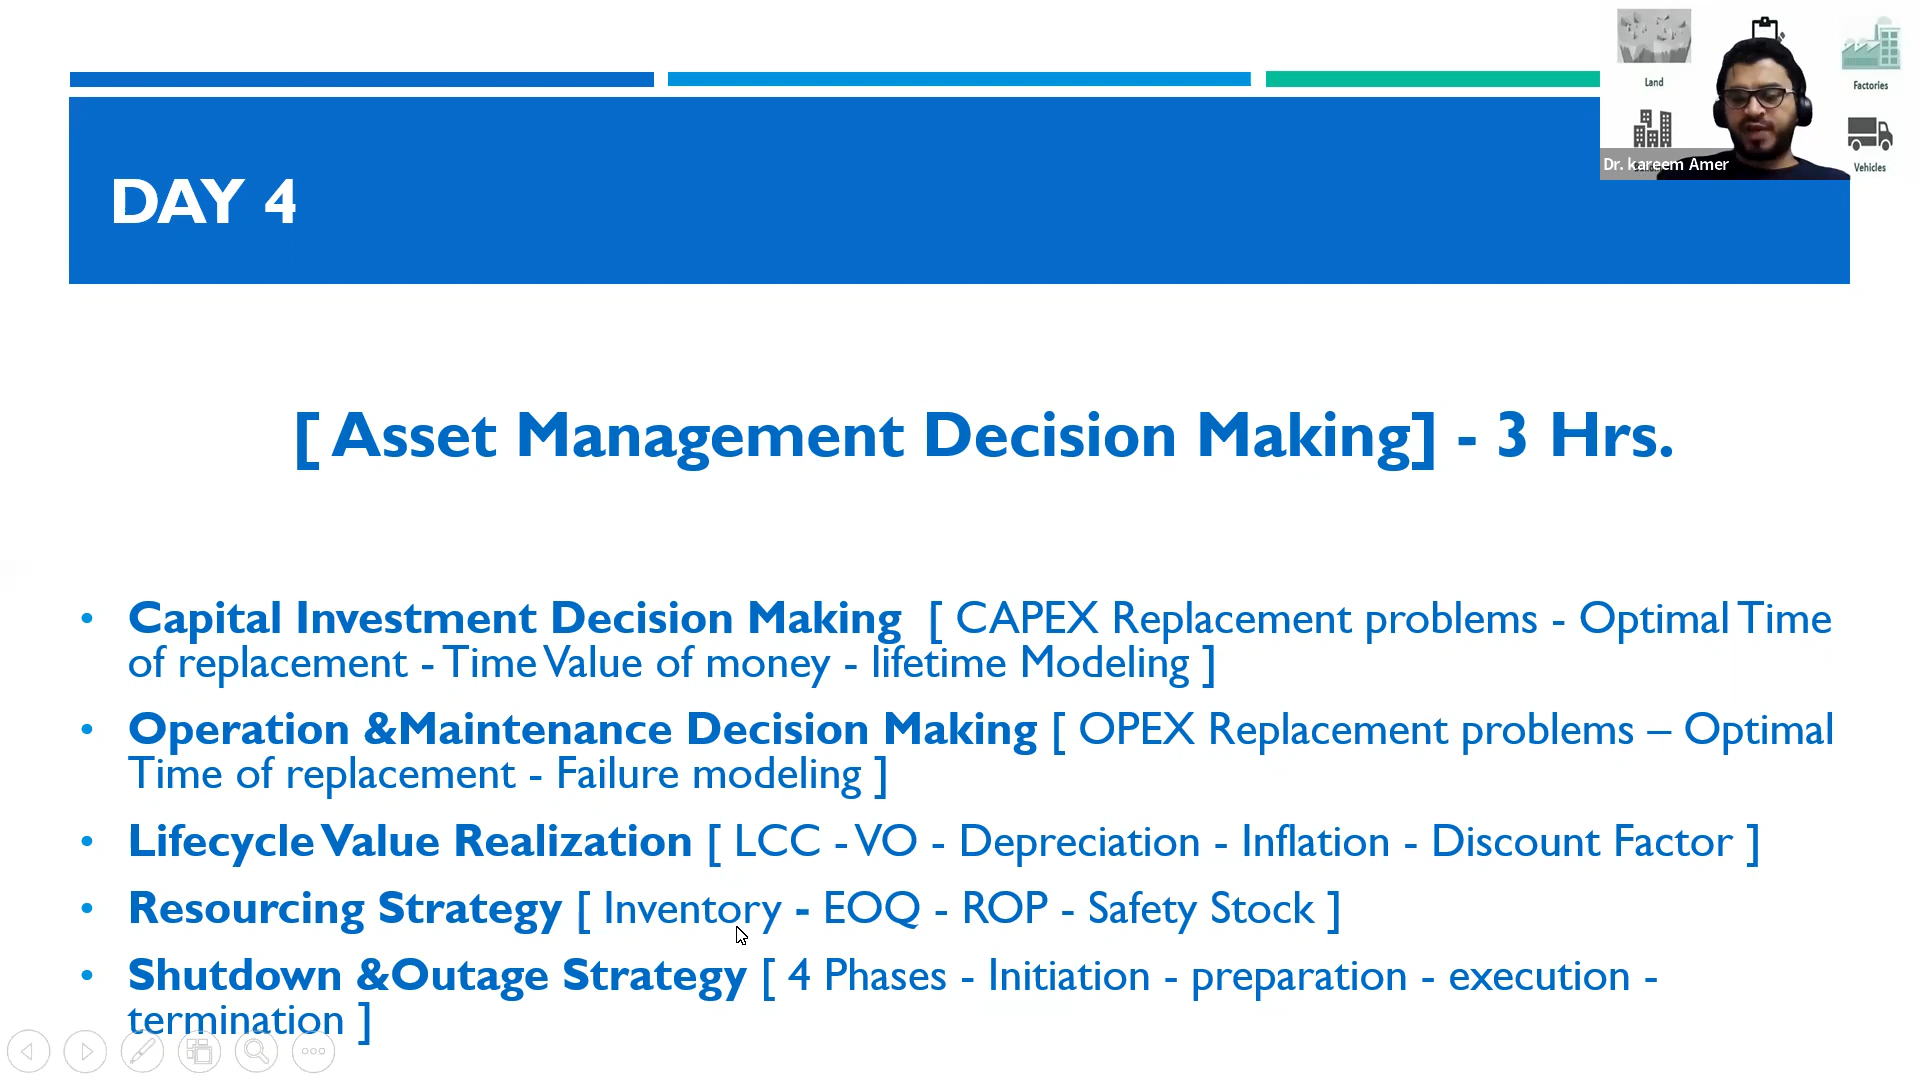 Land
Factories
Vehicles
Dr. kareem Amer
DAY 4
[ Asset Management Decision Making] - 3 Hrs.
• Capital Investment Decision Making [ CAPEX Replacement problems - Optimal Time
of replacement - Time Value of money - lifetime Modeling ]
• Operation &Maintenance Decision Making [ OPEX Replacement problems – Optimal
Time of replacement - Failure modeling ]
• Lifecycle Value Realization [ LCC - VO - Depreciation - Inflation - Discount Factor ]
• Resourcing Strategy [ Inventory - EOQ - ROP - Safety Stock ]
• Shutdown &Outage Strategy [ 4 Phases - Initiation - preparation - execution -
termination ]